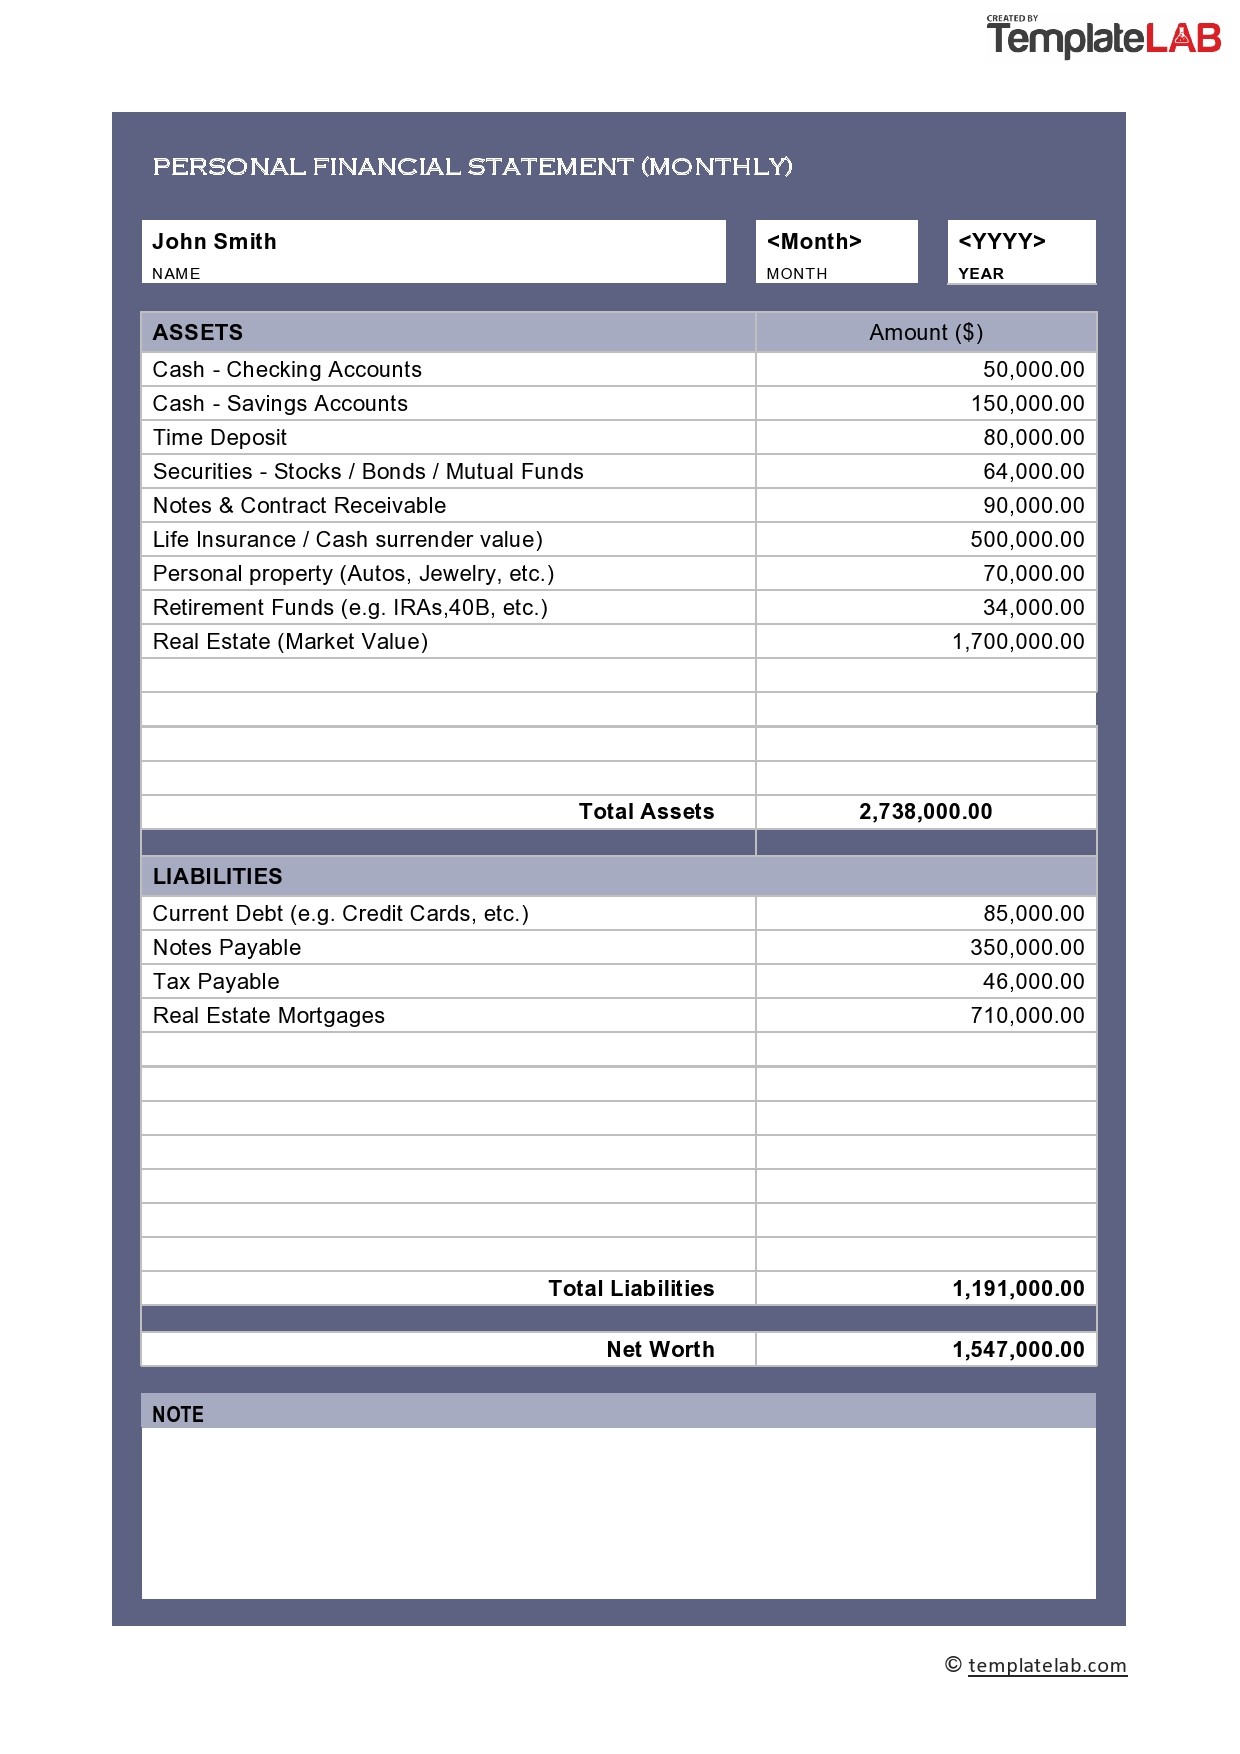 CREATED BY
TemplateLAB
PERSONAL FINANCIAL STATEMENT (MONTHLY)
John Smith <Month> <YYYY>
NAME MONTH YEAR
ASSETS Amount ($)
Cash - Checking Accounts 50,000.00
Cash - Savings Accounts 150,000.00
Time Deposit 80,000.00
Securities - Stocks / Bonds / Mutual Funds 64,000.00
Notes & Contract Receivable 90,000.00
Life Insurance / Cash surrender value) 500,000.00
Personal property (Autos, Jewelry, etc.) 70,000.00
Retirement Funds (e.g. IRAs,40B, etc.) 34,000.00
Real Estate (Market Value) 1,700,000.00
Total Assets 2,738,000.00
LIABILITIES
Current Debt (e.g. Credit Cards, etc.) 85,000.00
Notes Payable 350,000.00
Tax Payable 46,000.00
Real Estate Mortgages 710,000.00
Total Liabilities 1,191,000.00
Net Worth 1,547,000.00
NOTE
© templatelab.com